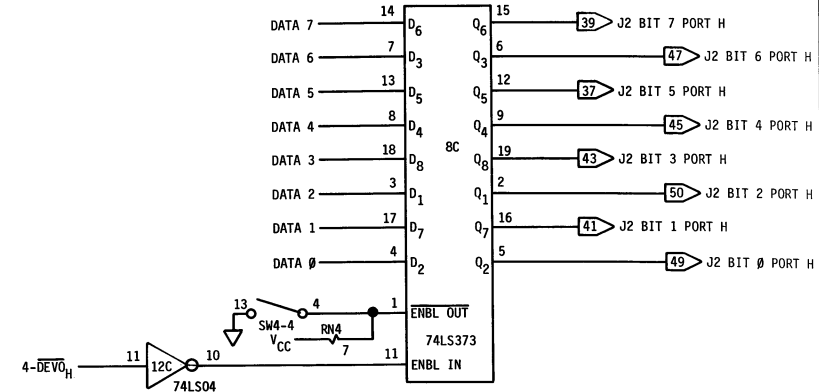 DATA 7 14 D6 Q6 15 39 J2 BIT 7 PORT H
DATA 6 7 D3 Q3 6 47 J2 BIT 6 PORT H
DATA 5 13 D5 Q5 12 37 J2 BIT 5 PORT H
DATA 4 8 D4 Q4 9 45 J2 BIT 4 PORT H
8C
DATA 3 18 D8 Q8 19 43 J2 BIT 3 PORT H
DATA 2 3 D1 Q1 2 50 J2 BIT 2 PORT H
DATA 1 17 D7 Q7 16 41 J2 BIT 1 PORT H
DATA Ø 4 D2 Q2 5 49 J2 BIT Ø PORT H
13 4 1 ENBL OUT
SW4-4
VCC RN4 7
74LS373
4-DEVOH 11 12C 10 11 ENBL IN
74LS04